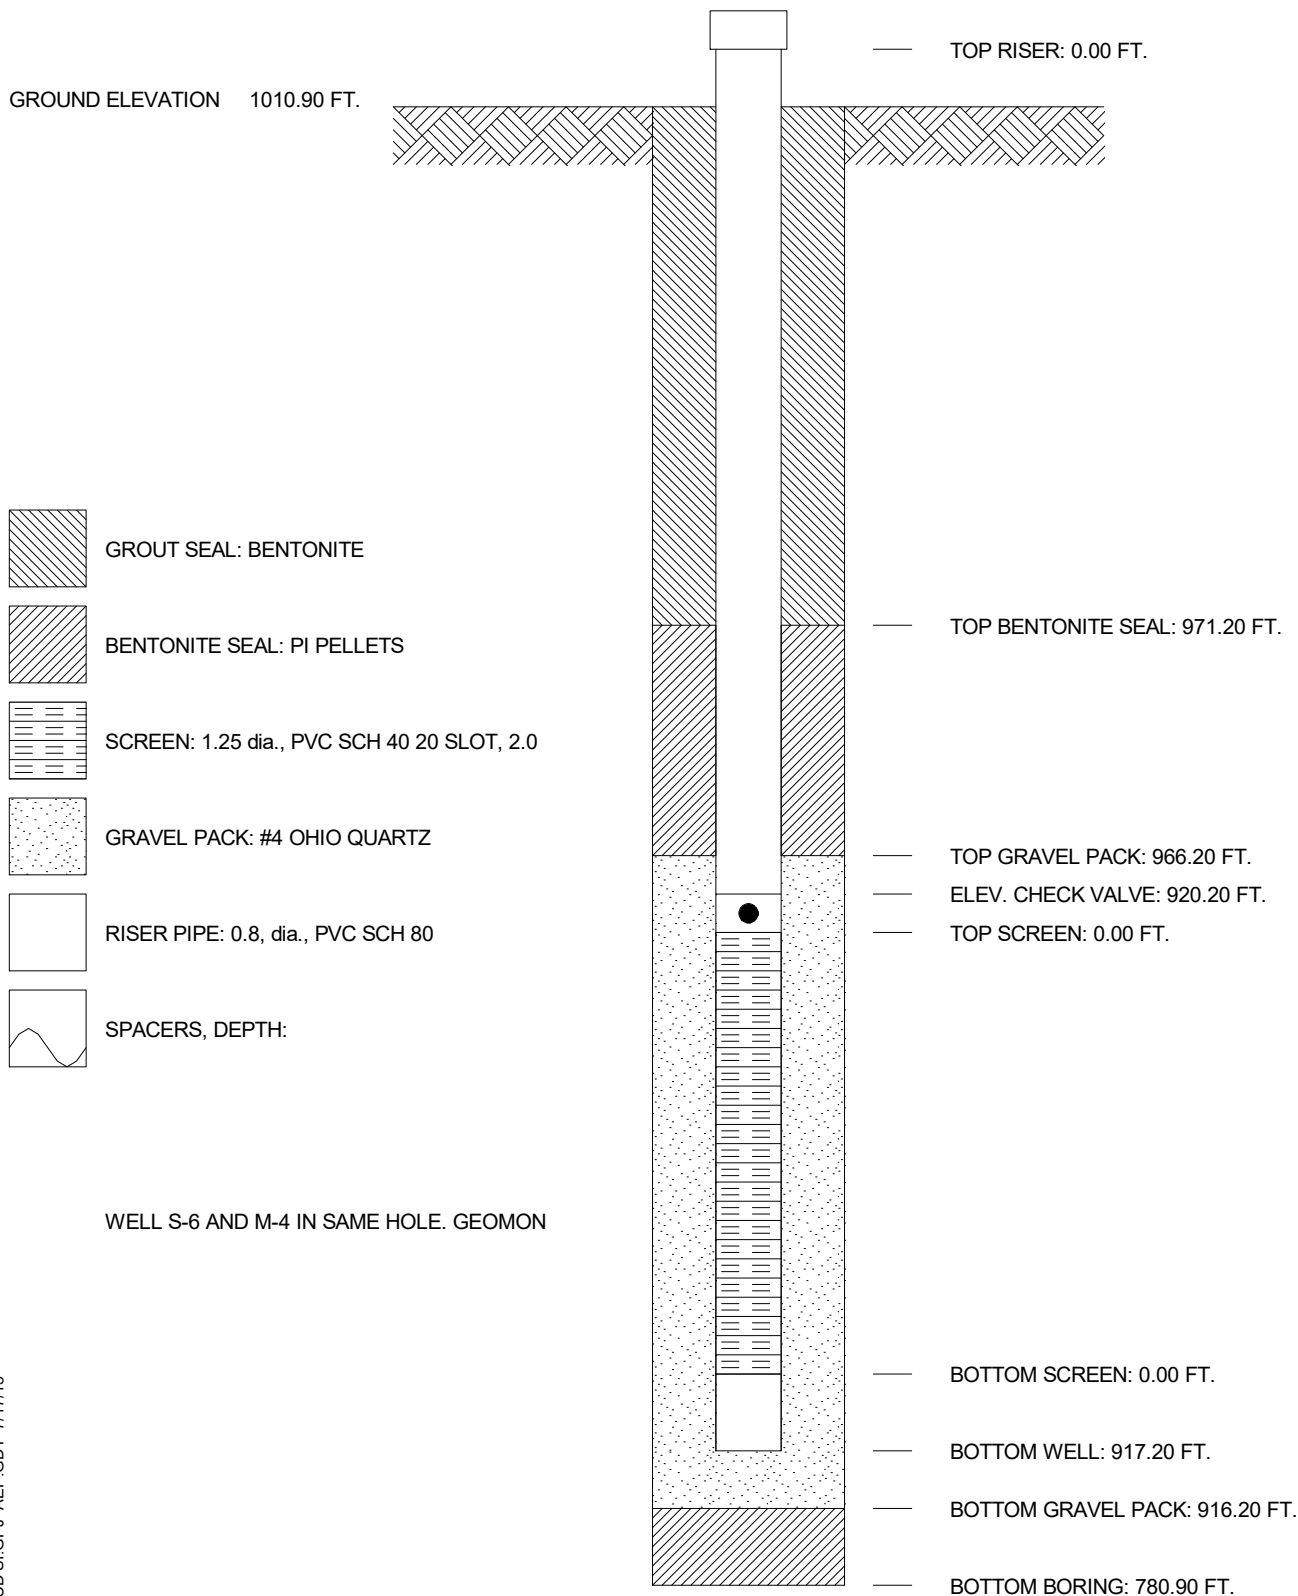 TOP RISER: 0.00 FT.
GROUND ELEVATION 1010.90 FT.
GROUT SEAL: BENTONITE
TOP BENTONITE SEAL: 971.20 FT.
BENTONITE SEAL: PI PELLETS
SCREEN: 1.25 dia., PVC SCH 40 20 SLOT, 2.0
GRAVEL PACK: #4 OHIO QUARTZ
TOP GRAVEL PACK: 966.20 FT.
ELEV. CHECK VALVE: 920.20 FT.
RISER PIPE: 0.8, dia., PVC SCH 80
TOP SCREEN: 0.00 FT.
SPACERS, DEPTH:
WELL S-6 AND M-4 IN SAME HOLE. GEOMON
BOTTOM SCREEN: 0.00 FT.
BOTTOM WELL: 917.20 FT.
BOTTOM GRAVEL PACK: 916.20 FT.
BOTTOM BORING: 780.90 FT.